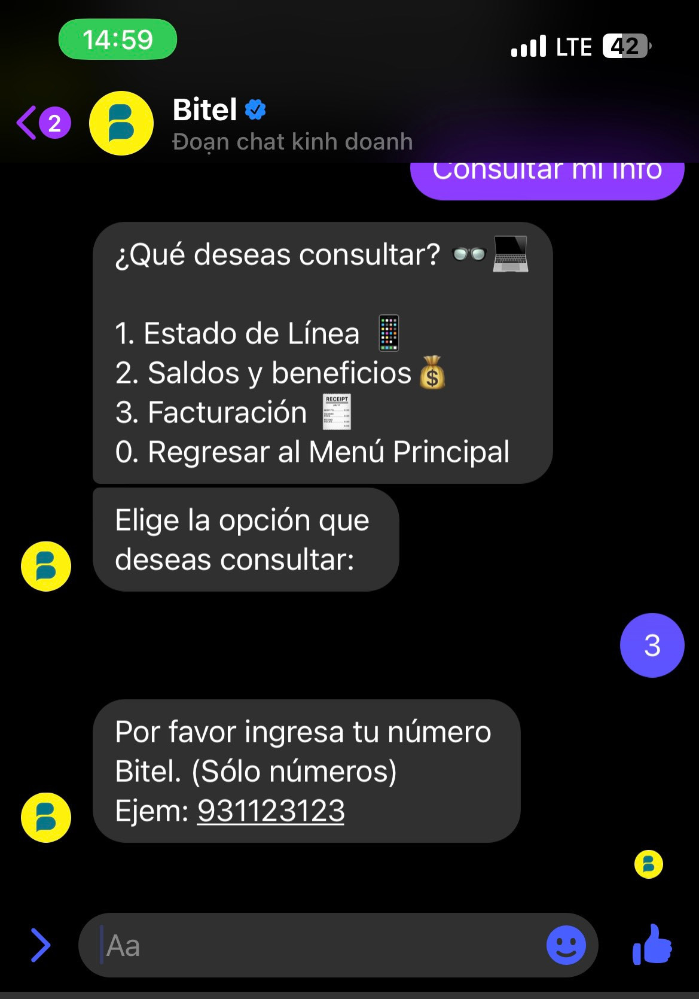 14:59
LTE 42
2
Bitel
Đoạn chat kinh doanh
Consultar mi info
¿Qué deseas consultar? 👓💻
1. Estado de Línea 📱
2. Saldos y beneficios💰
3. Facturación 🧾
0. Regresar al Menú Principal
Elige la opción que
deseas consultar:
3
Por favor ingresa tu número
Bitel. (Sólo números)
Ejem: 931123123
Aa